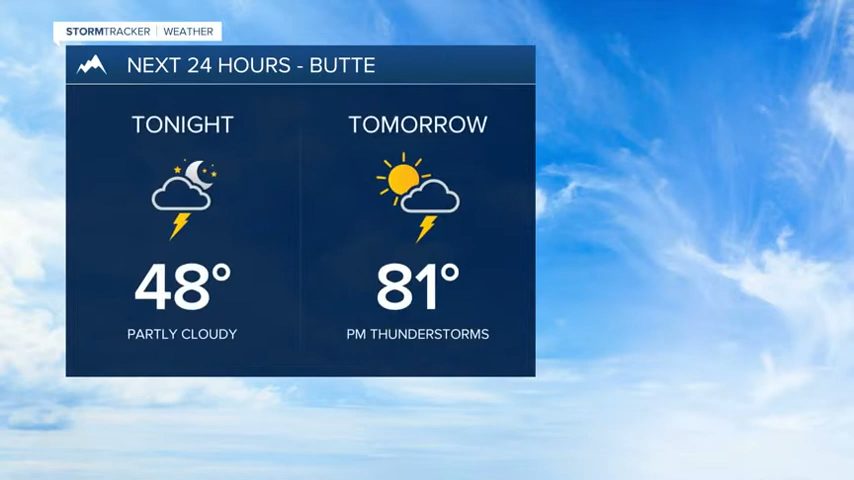 STORMTRACKER | WEATHER
NEXT 24 HOURS - BUTTE
TONIGHT
TOMORROW
48°
81°
PARTLY CLOUDY
PM THUNDERSTORMS